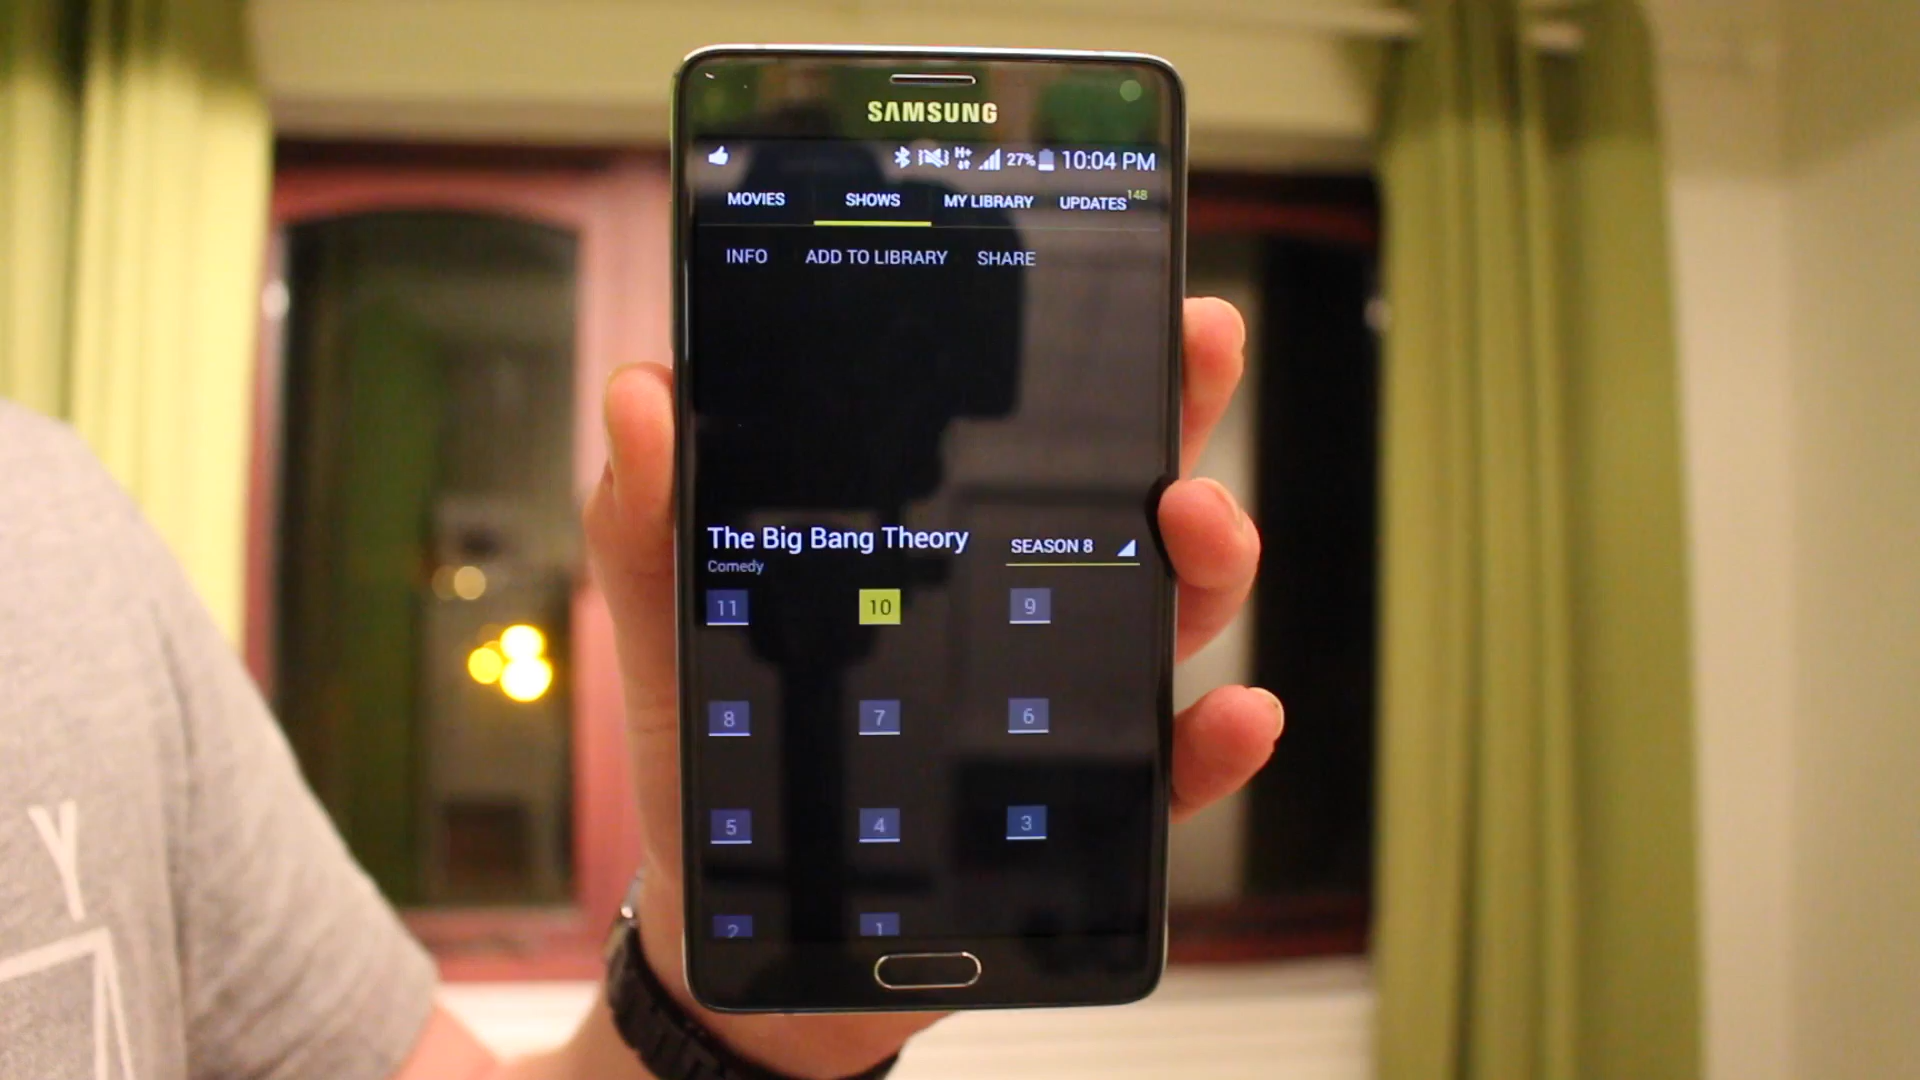 SAMSUNG
H+ 27% 10:04 PM
MOVIES SHOWS MY LIBRARY UPDATES 148
INFO ADD TO LIBRARY SHARE
The Big Bang Theory SEASON 8
Comedy
11 10 9
8 7 6
5 4 3
2 1
Y